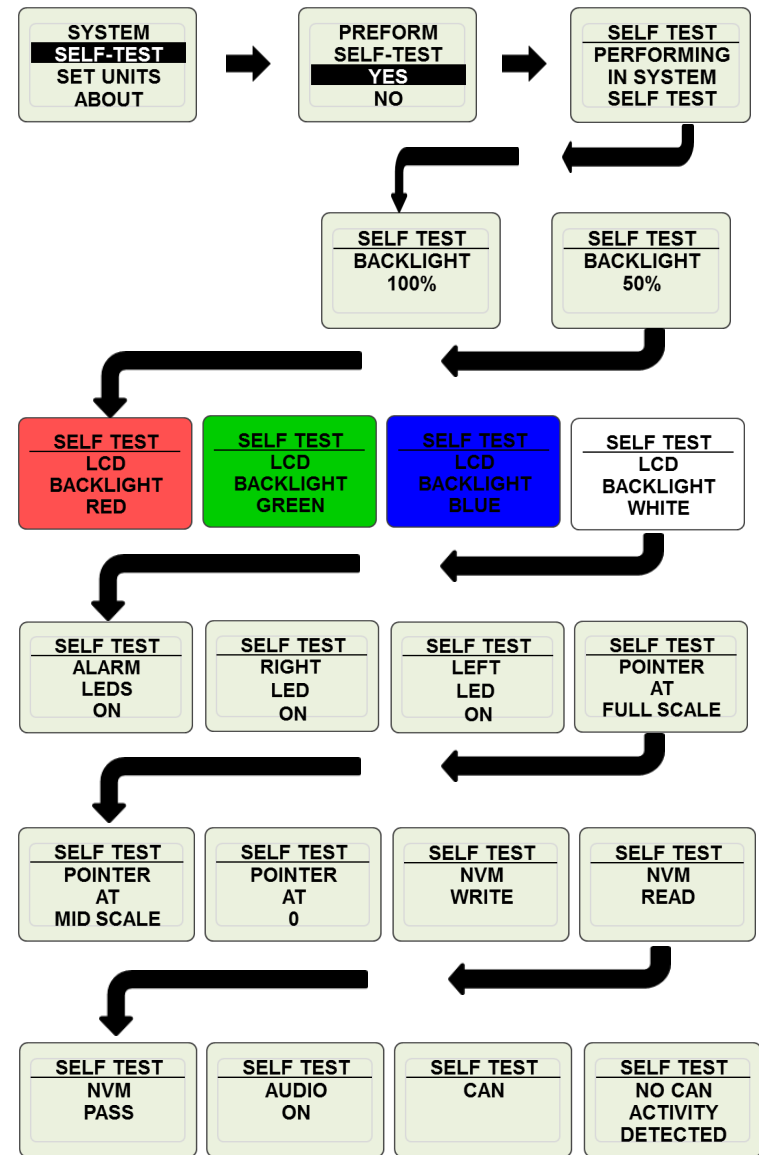 SYSTEM
SELF-TEST
SET UNITS
ABOUT
PREFORM
SELF-TEST
YES
NO
SELF TEST
PERFORMING
IN SYSTEM
SELF TEST
SELF TEST
BACKLIGHT
100%
SELF TEST
BACKLIGHT
50%
SELF TEST
LCD
BACKLIGHT
RED
SELF TEST
LCD
BACKLIGHT
GREEN
SELF TEST
LCD
BACKLIGHT
BLUE
SELF TEST
LCD
BACKLIGHT
WHITE
SELF TEST
ALARM
LEDS
ON
SELF TEST
RIGHT
LED
ON
SELF TEST
LEFT
LED
ON
SELF TEST
POINTER
AT
FULL SCALE
SELF TEST
POINTER
AT
MID SCALE
SELF TEST
POINTER
AT
0
SELF TEST
NVM
WRITE
SELF TEST
NVM
READ
SELF TEST
NVM
PASS
SELF TEST
AUDIO
ON
SELF TEST
CAN
SELF TEST
NO CAN
ACTIVITY
DETECTED